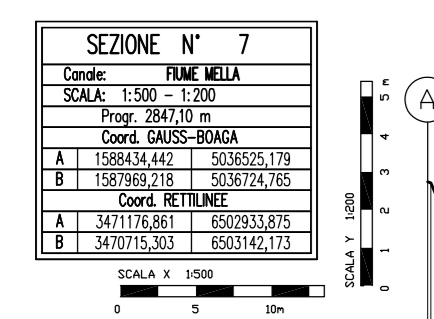 SEZIONE N° 7
Canale: FIUME MELLA
SCALA: 1:500 - 1:200
Progr. 2847,10 m
Coord. GAUSS-BOAGA
A 1588434,442 5036525,179
B 1587969,218 5036724,765
Coord. RETTILINEE
A 3471176,861 6502933,875
B 3470715,303 6503142,173
SCALA X 1:500
0 5 10m
SCALA Y 1:200
0 1 2 3 4 5 m
A